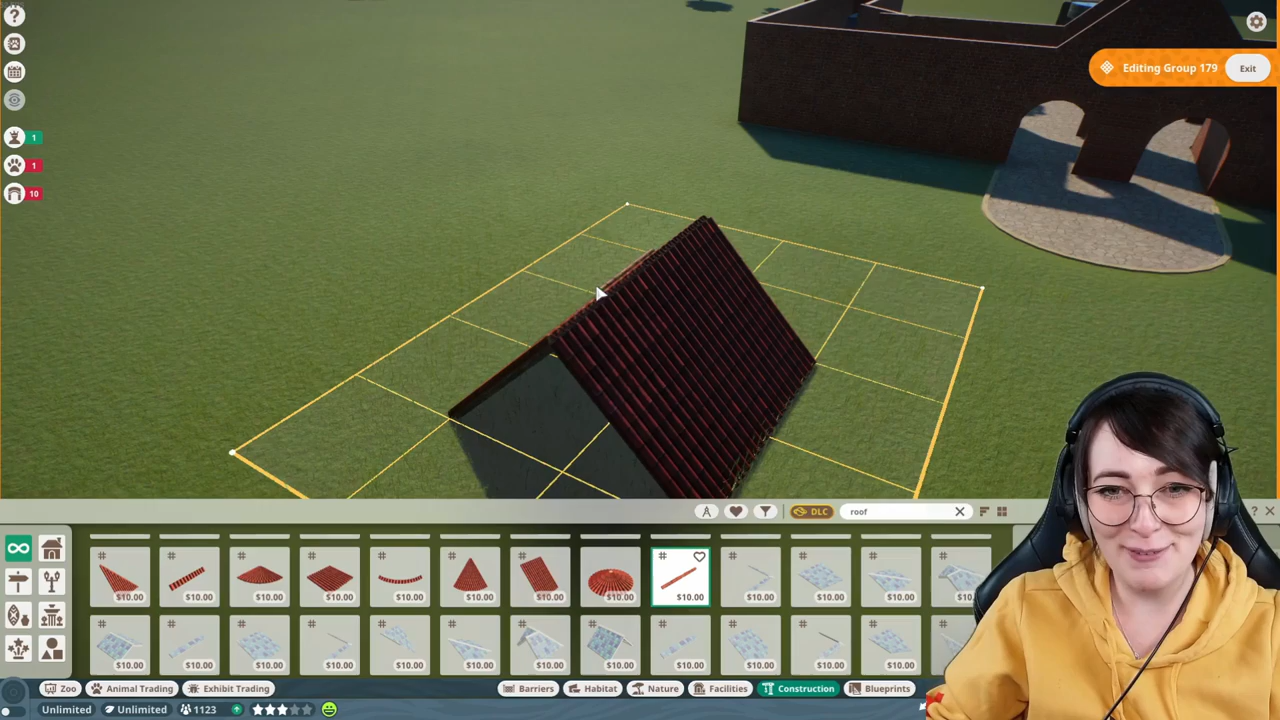 ?
Editing Group 179
Exit
1
1
10
DLC
roof
?
$10.00 $10.00 $10.00 $10.00 $10.00 $10.00 $10.00 $10.00 $10.00 $10.00 $10.00 $10.00 $10.00
$10.00 $10.00 $10.00 $10.00 $10.00 $10.00 $10.00 $10.00 $10.00 $10.00 $10.00 $10.00
Zoo Animal Trading Exhibit Trading Barriers Habitat Nature Facilities Construction Blueprints
Unlimited Unlimited 1123